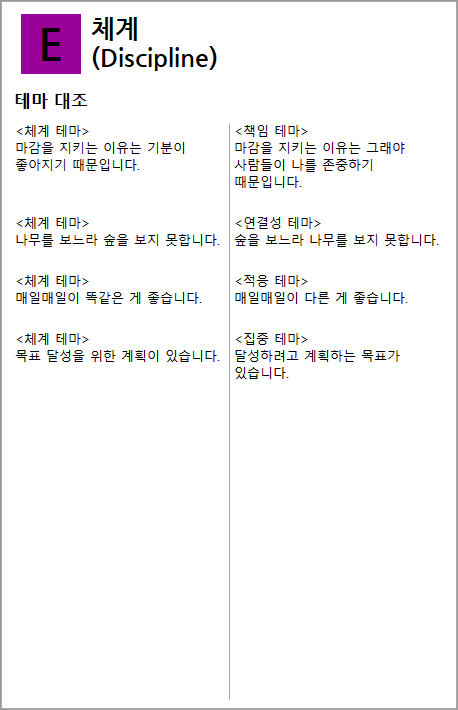 E
체계
(Discipline)
테마 대조
<체계 테마>
마감을 지키는 이유는 기분이
좋아지기 때문입니다.
<책임 테마>
마감을 지키는 이유는 그래야
사람들이 나를 존중하기
때문입니다.
<체계 테마>
나무를 보느라 숲을 보지 못합니다.
<연결성 테마>
숲을 보느라 나무를 보지 못합니다.
<체계 테마>
매일매일이 똑같은 게 좋습니다.
<적응 테마>
매일매일이 다른 게 좋습니다.
<체계 테마>
목표 달성을 위한 계획이 있습니다.
<집중 테마>
달성하려고 계획하는 목표가
있습니다.